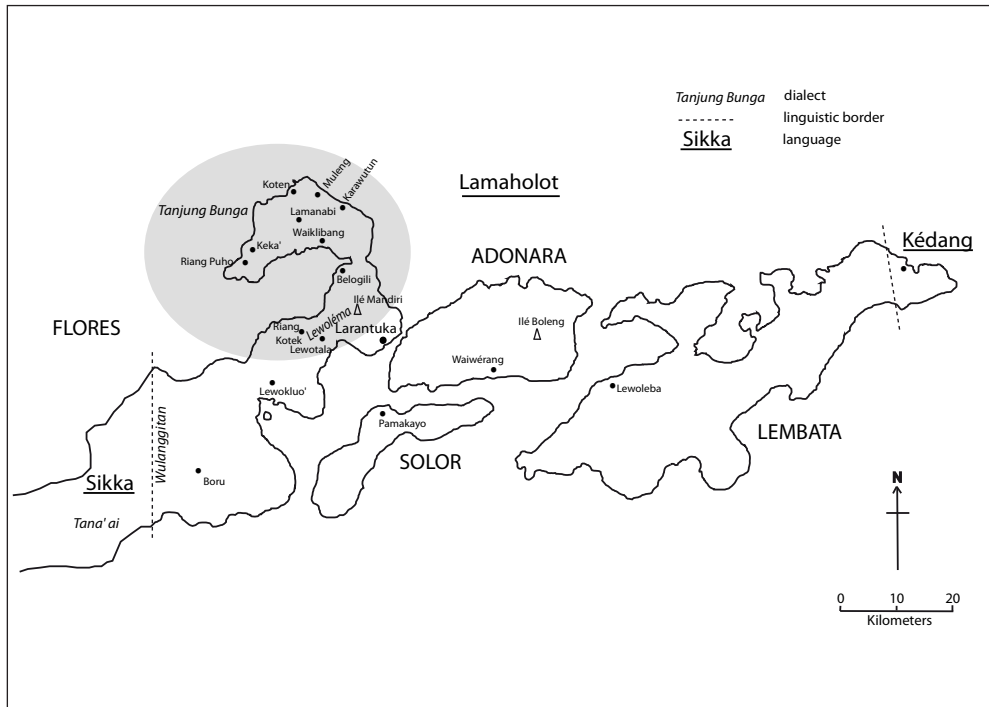 Tanjung Bunga dialect
linguistic border
Sikka language
Lamaholot
Koten
Muleng
Karawutun
Lamanabi
Waiklibang
Tanjung Bunga
Keka'
Riang Puho
Belogili
Ilé Mandiri
Lewoléma
Riang
Kotek
Lewotala
Larantuka
FLORES
ADONARA
Ilé Boleng
Waiwérang
Kédang
Lewokluo'
Lewoleba
Pamakayo
SOLOR
LEMBATA
Wulanggitan
Sikka
Boru
Tana' ai
N
0 10 20
Kilometers